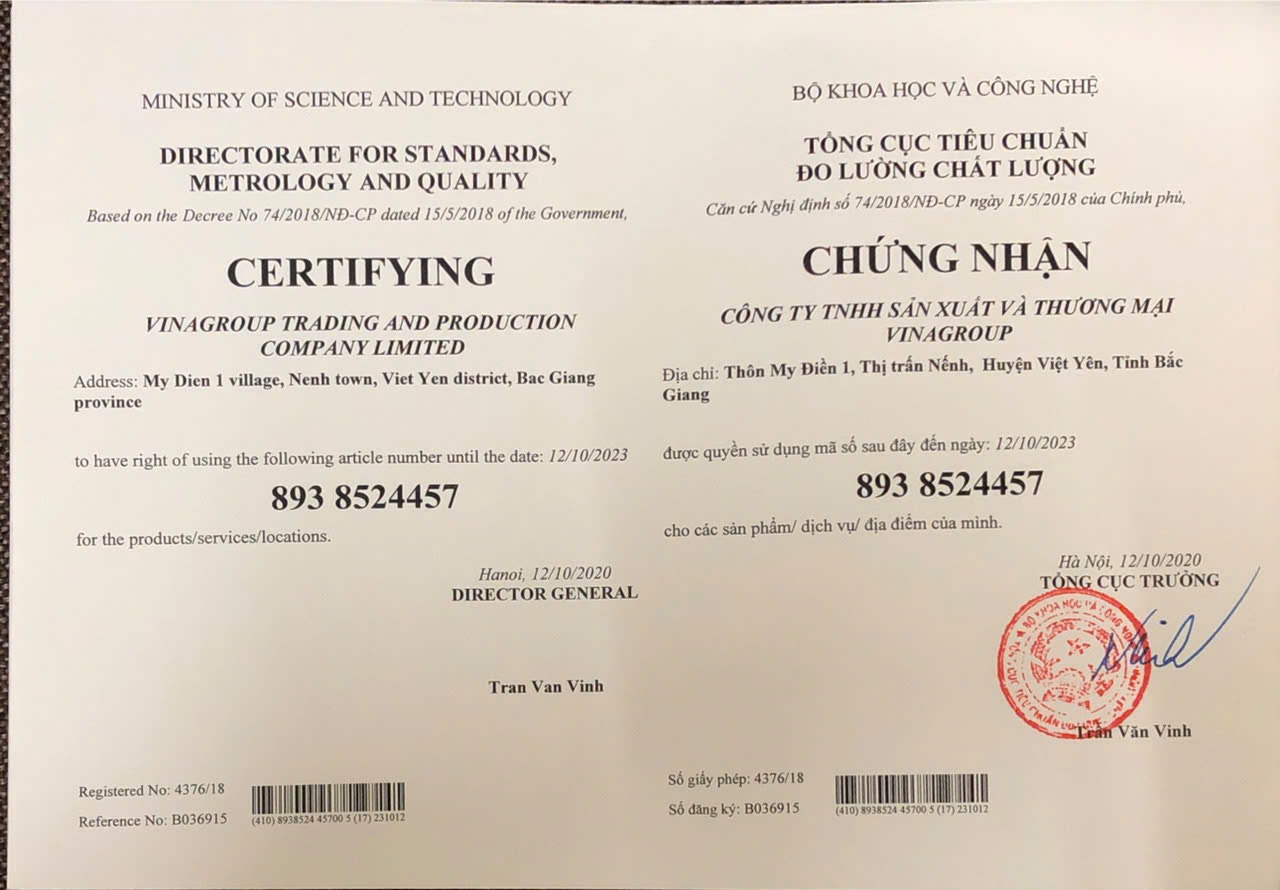 MINISTRY OF SCIENCE AND TECHNOLOGY
DIRECTORATE FOR STANDARDS,
METROLOGY AND QUALITY
Based on the Decree No 74/2018/NĐ-CP dated 15/5/2018 of the Government,
CERTIFYING
VINAGROUP TRADING AND PRODUCTION
COMPANY LIMITED
Address: My Dien 1 village, Nenh town, Viet Yen district, Bac Giang
province
to have right of using the following article number until the date: 12/10/2023
893 8524457
for the products/services/locations.
Hanoi, 12/10/2020
DIRECTOR GENERAL
Tran Van Vinh
Registered No: 4376/18
Reference No: B036915
(410) 8938524 45700 5 (17) 231012
BỘ KHOA HỌC VÀ CÔNG NGHỆ
TỔNG CỤC TIÊU CHUẨN
ĐO LƯỜNG CHẤT LƯỢNG
Căn cứ Nghị định số 74/2018/NĐ-CP ngày 15/5/2018 của Chính phủ,
CHỨNG NHẬN
CÔNG TY TNHH SẢN XUẤT VÀ THƯƠNG MẠI
VINAGROUP
Địa chỉ: Thôn My Điền 1, Thị trấn Nếnh, Huyện Việt Yên, Tỉnh Bắc
Giang
được quyền sử dụng mã số sau đây đến ngày: 12/10/2023
893 8524457
cho các sản phẩm/ dịch vụ/ địa điểm của mình.
Hà Nội, 12/10/2020
TỔNG CỤC TRƯỞNG
BỘ KHOA HỌC VÀ CÔNG
TIÊU CHUẨN
Trần Văn Vinh
Số giấy phép: 4376/18
Số đăng ký: B036915
(410) 8938524 45700 5 (17) 231012